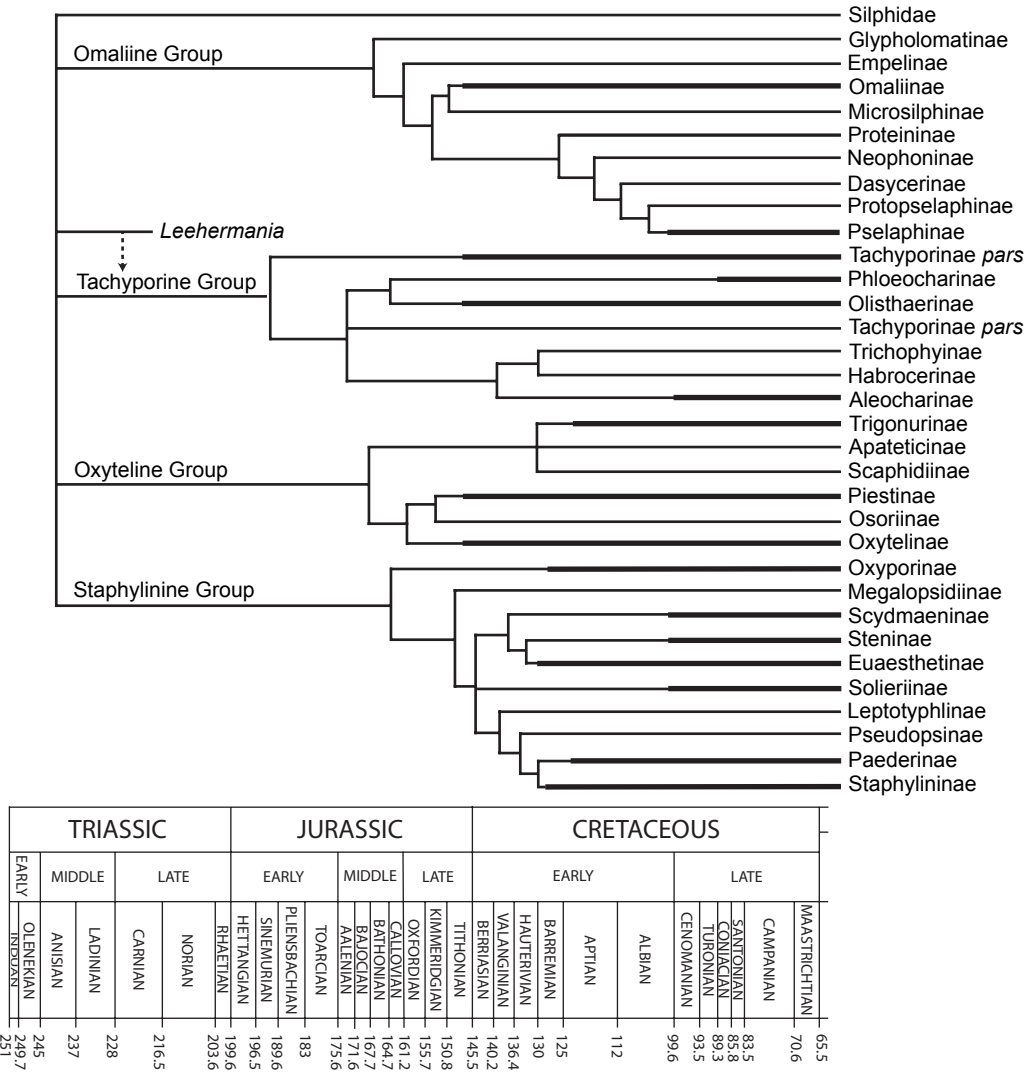 Silphidae
Omaliine Group
Glypholomatinae
Empelinae
Omaliinae
Microsilphinae
Proteininae
Neophoninae
Dasycerinae
Protopselaphinae
Leehermania
Pselaphinae
Tachyporinae pars
Tachyporine Group
Phloeocharinae
Olisthaerinae
Tachyporinae pars
Trichophyinae
Habrocerinae
Aleocharinae
Trigonurinae
Apateticinae
Oxyteline Group
Scaphidiinae
Piestinae
Osoriinae
Oxytelinae
Oxyporinae
Staphylinine Group
Megalopsidiinae
Scydmaeninae
Steninae
Euaesthetinae
Solieriinae
Leptotyphlinae
Pseudopsinae
Paederinae
Staphylininae
TRIASSIC JURASSIC CRETACEOUS
EARLY MIDDLE LATE EARLY MIDDLE LATE EARLY LATE
INDUAN
OLENEKIAN
ANISIAN
LADINIAN
CARNIAN
NORIAN
RHAETIAN
HETTANGIAN
SINEMURIAN
PLIENSBACHIAN
TOARCIAN
AALENIAN
BAJOCIAN
BATHONIAN
CALLOVIAN
OXFORDIAN
KIMMERIDGIAN
TITHONIAN
BERRIASIAN
VALANGINIAN
HAUTERIVIAN
BARREMIAN
APTIAN
ALBIAN
CENOMANIAN
TURONIAN
CONIACIAN
SANTONIAN
CAMPANIAN
MAASTRICHTIAN
251
249.7
245
237
228
216.5
203.6
199.6
196.5
189.6
183
175.6
171.6
167.7
164.7
161.2
155.7
150.8
145.5
140.2
136.4
130
125
112
99.6
93.5
89.3
85.8
83.5
70.6
65.5